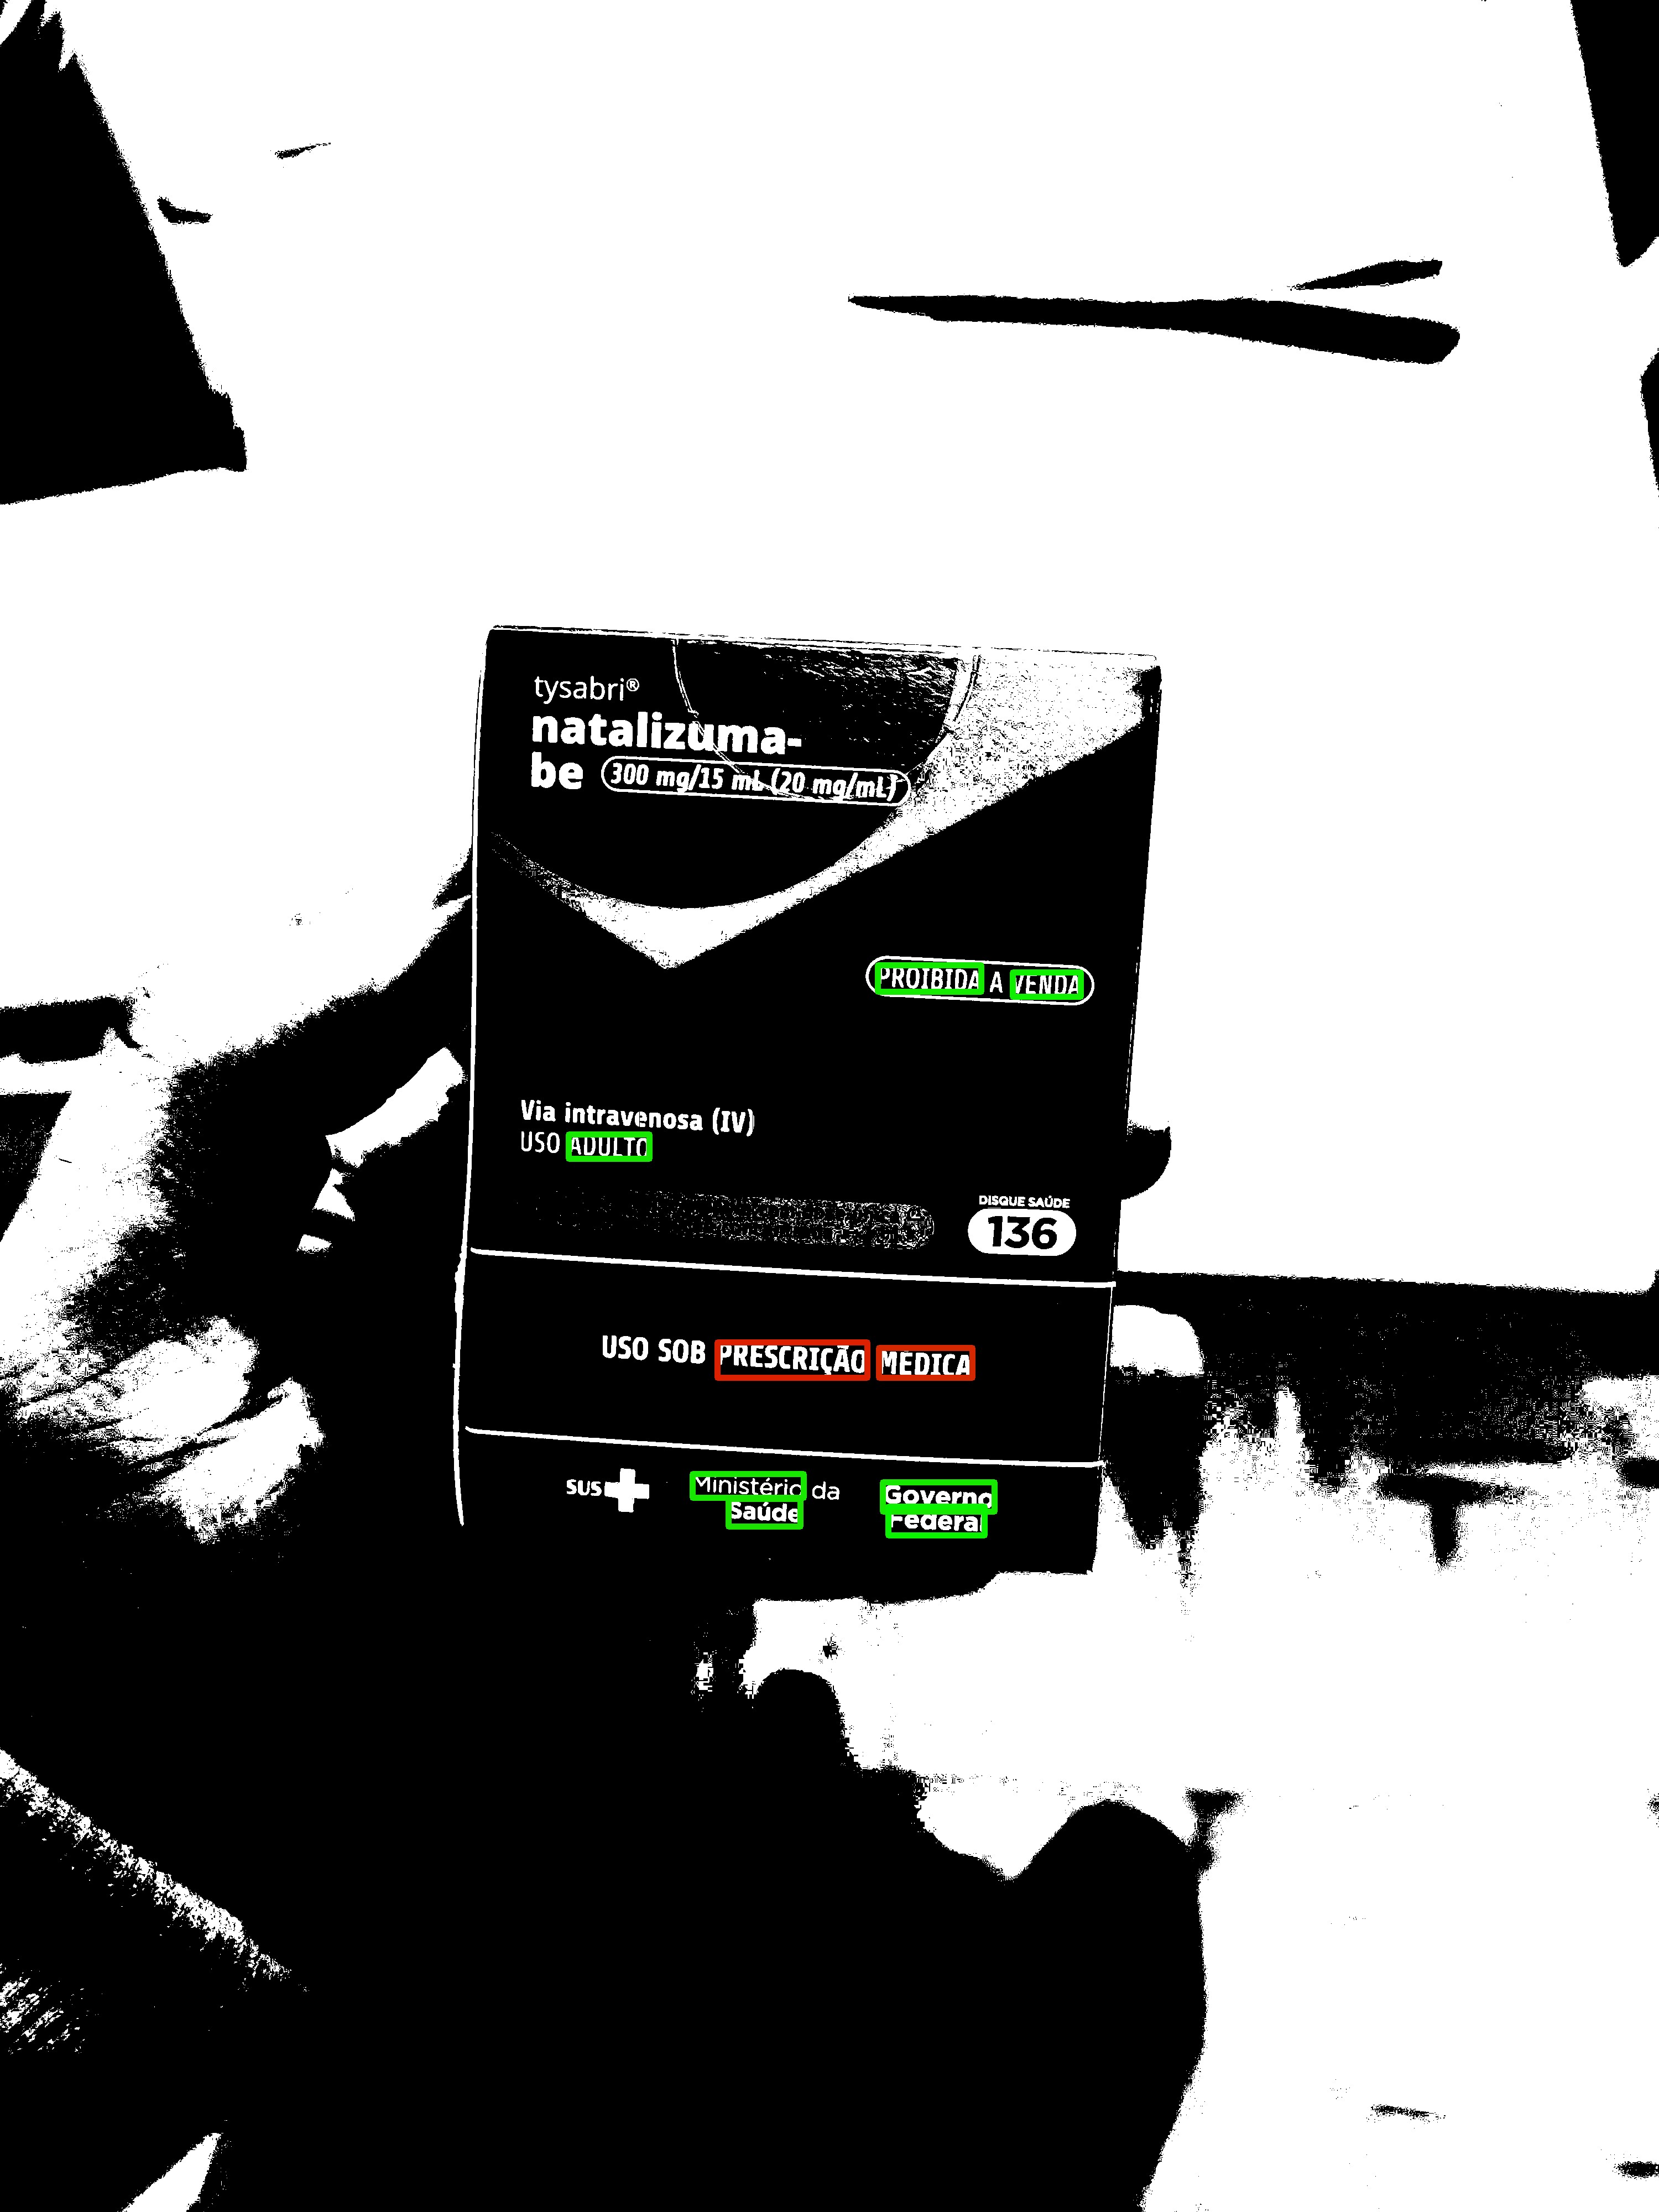 tysabri®
natalizuma-
be 300 mg/15 mL (20 mg/mL)
PROIBIDA A VENDA
Via intravenosa (IV)
USO ADULTO
DISQUE SAÚDE
136
USO SOB PRESCRIÇÃO MÉDICA
SUS Ministério da Governo
Saúde Federal